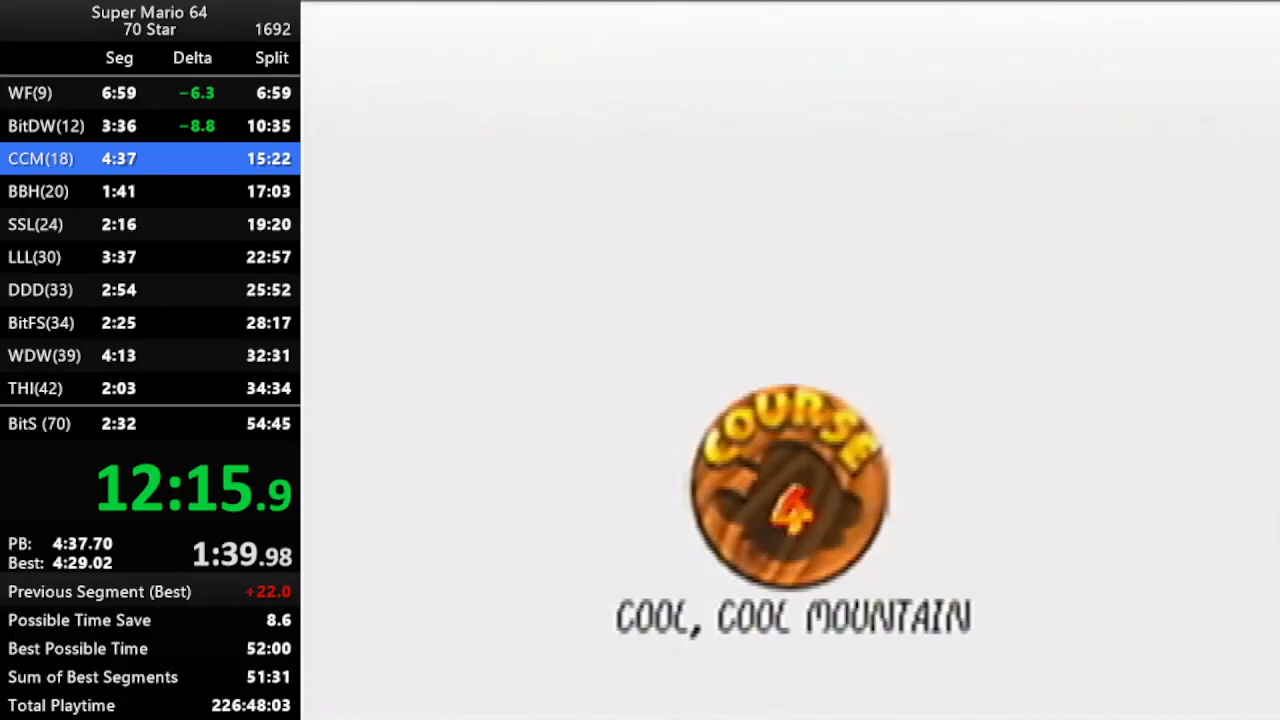 Super Mario 64
70 Star 1692
Seg Delta Split
WF(9) 6:59 −6.3 6:59
BitDW(12) 3:36 −8.8 10:35
CCM(18) 4:37 15:22
BBH(20) 1:41 17:03
SSL(24) 2:16 19:20
LLL(30) 3:37 22:57
DDD(33) 2:54 25:52
BitFS(34) 2:25 28:17
WDW(39) 4:13 32:31
THI(42) 2:03 34:34
BitS (70) 2:32 54:45
12:15.9
PB: 4:37.70
Best: 4:29.02
1:39.98
Previous Segment (Best) +22.0
Possible Time Save 8.6
Best Possible Time 52:00
Sum of Best Segments 51:31
Total Playtime 226:48:03
COURSE
4
COOL, COOL MOUNTAIN